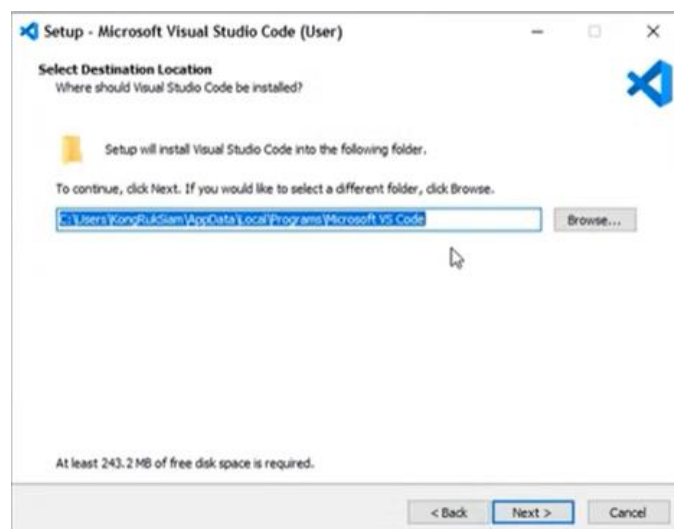 Setup - Microsoft Visual Studio Code (User)
Select Destination Location
Where should Visual Studio Code be installed?
Setup will install Visual Studio Code into the following folder.
To continue, click Next. If you would like to select a different folder, click Browse.
C:\Users\KongRukSiam\AppData\Local\Programs\Microsoft VS Code
Browse...
At least 243.2 MB of free disk space is required.
< Back
Next >
Cancel